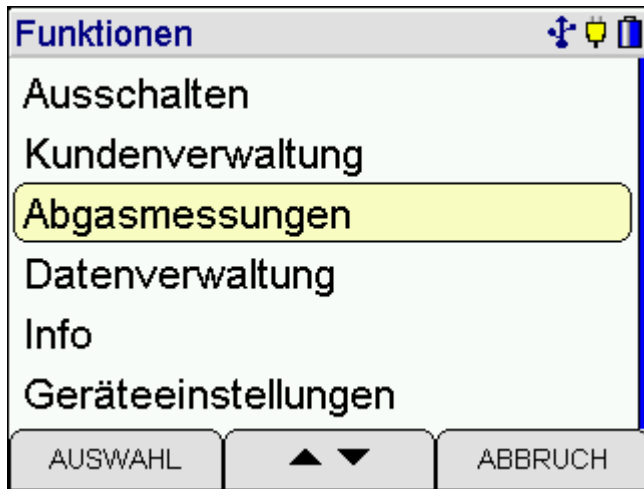 Funktionen
Ausschalten
Kundenverwaltung
Abgasmessungen
Datenverwaltung
Info
Geräteeinstellungen
AUSWAHL
ABBRUCH